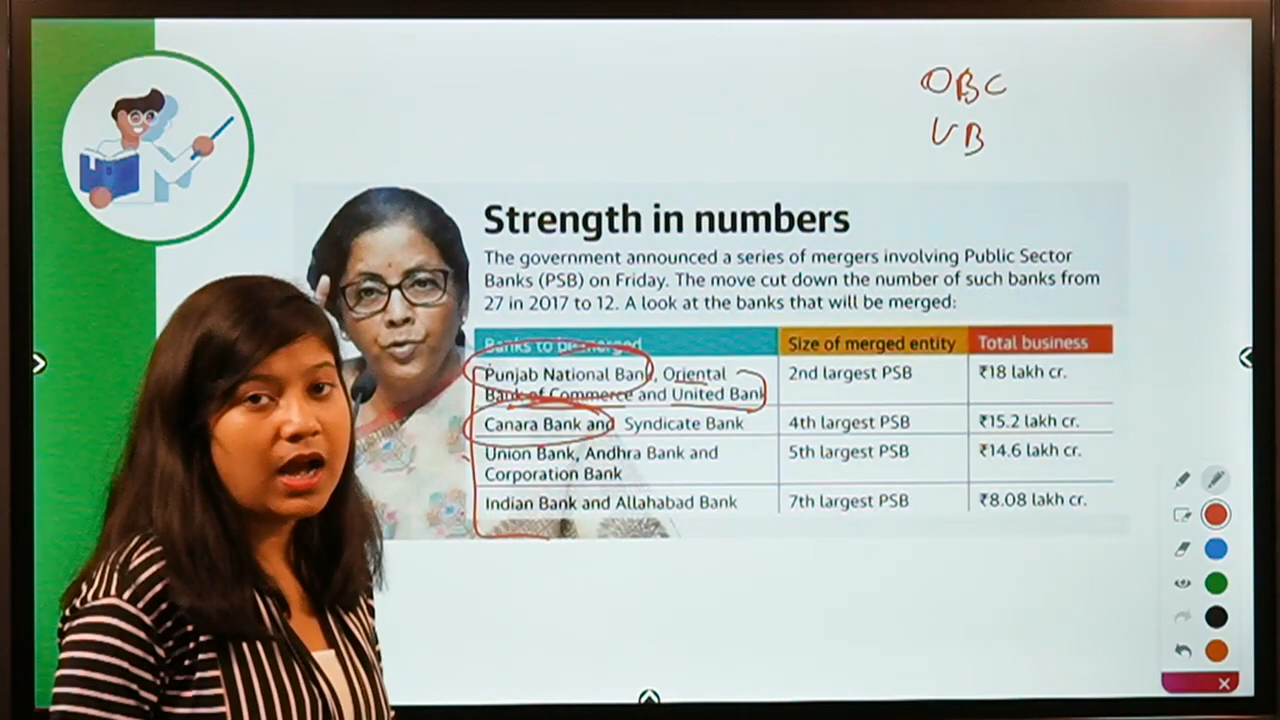 OBC
UB
Strength in numbers
The government announced a series of mergers involving Public Sector
Banks (PSB) on Friday. The move cut down the number of such banks from
27 in 2017 to 12. A look at the banks that will be merged:
Banks to be merged Size of merged entity Total business
Punjab National Bank, Oriental 2nd largest PSB ₹18 lakh cr.
Bank of Commerce and United Bank
Canara Bank and Syndicate Bank 4th largest PSB ₹15.2 lakh cr.
Union Bank, Andhra Bank and 5th largest PSB ₹14.6 lakh cr.
Corporation Bank
Indian Bank and Allahabad Bank 7th largest PSB ₹8.08 lakh cr.